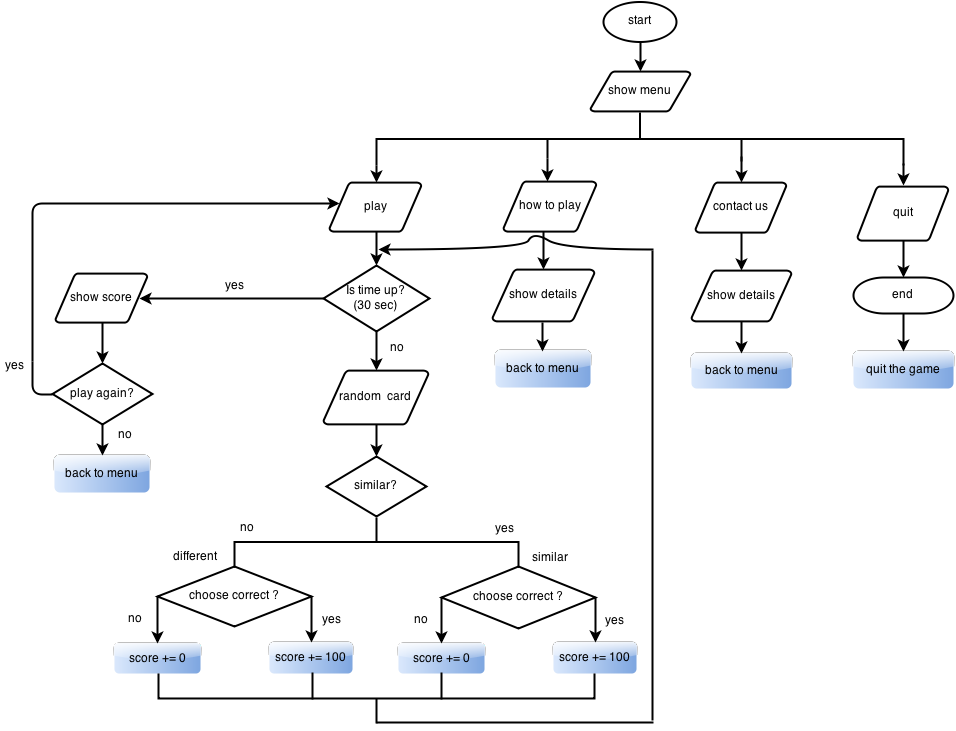 start
show menu
play
how to play
contact us
quit
Is time up?
(30 sec)
yes
show score
show details
show details
end
no
back to menu
back to menu
quit the game
yes
play again?
random card
no
back to menu
similar?
no
yes
different
similar
choose correct ?
choose correct ?
no
yes
no
yes
score += 0
score += 100
score += 0
score += 100